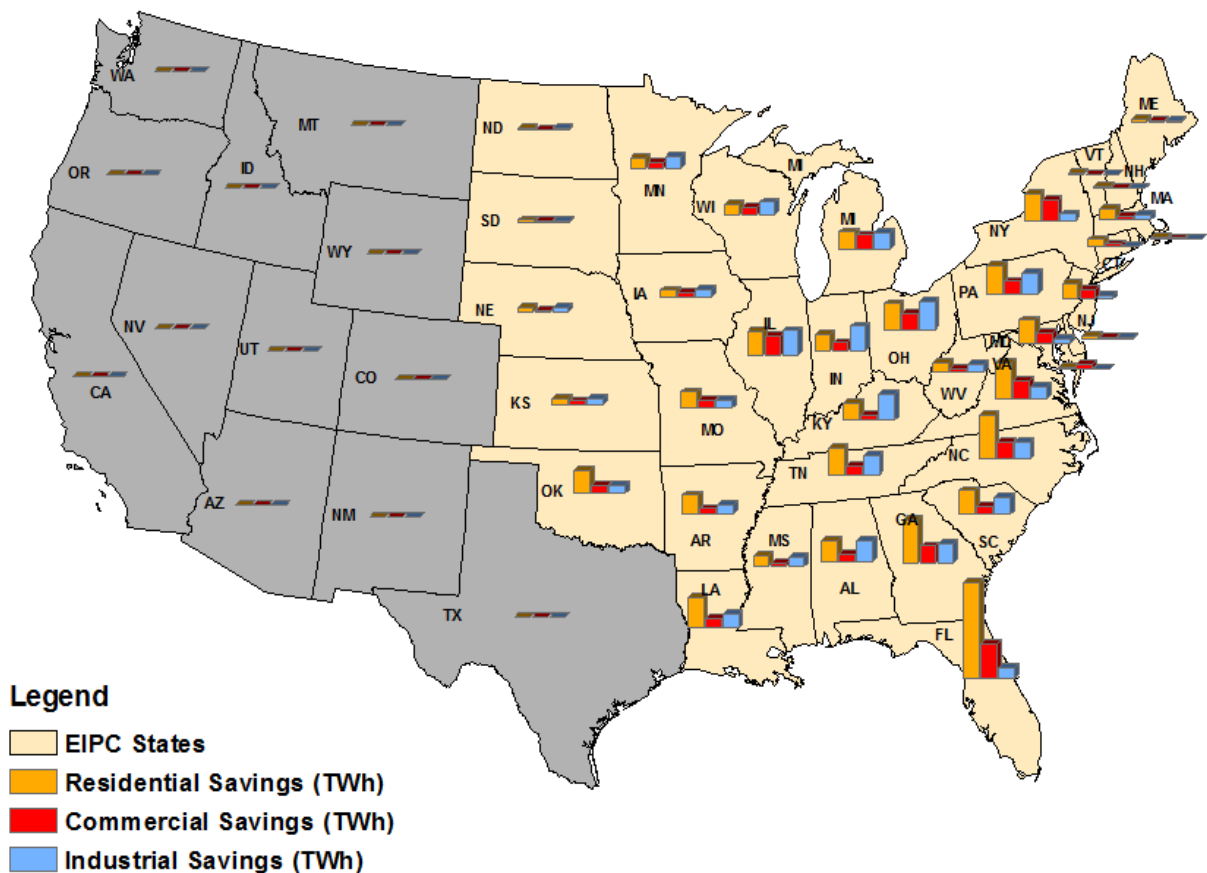 WA
ME
MT
ND
VT
OR
ID
MN
MI
NH
MA
WI
SD
MI
NY
WY
CT
IA
PA
NE
NV
IL
NJ
UT
OH
MD
CO
IN
VA
CA
KS
WV
MO
KY
NC
TN
OK
AZ
NM
GA
AR
MS
SC
LA
AL
TX
FL
Legend
EIPC States
Residential Savings (TWh)
Commercial Savings (TWh)
Industrial Savings (TWh)